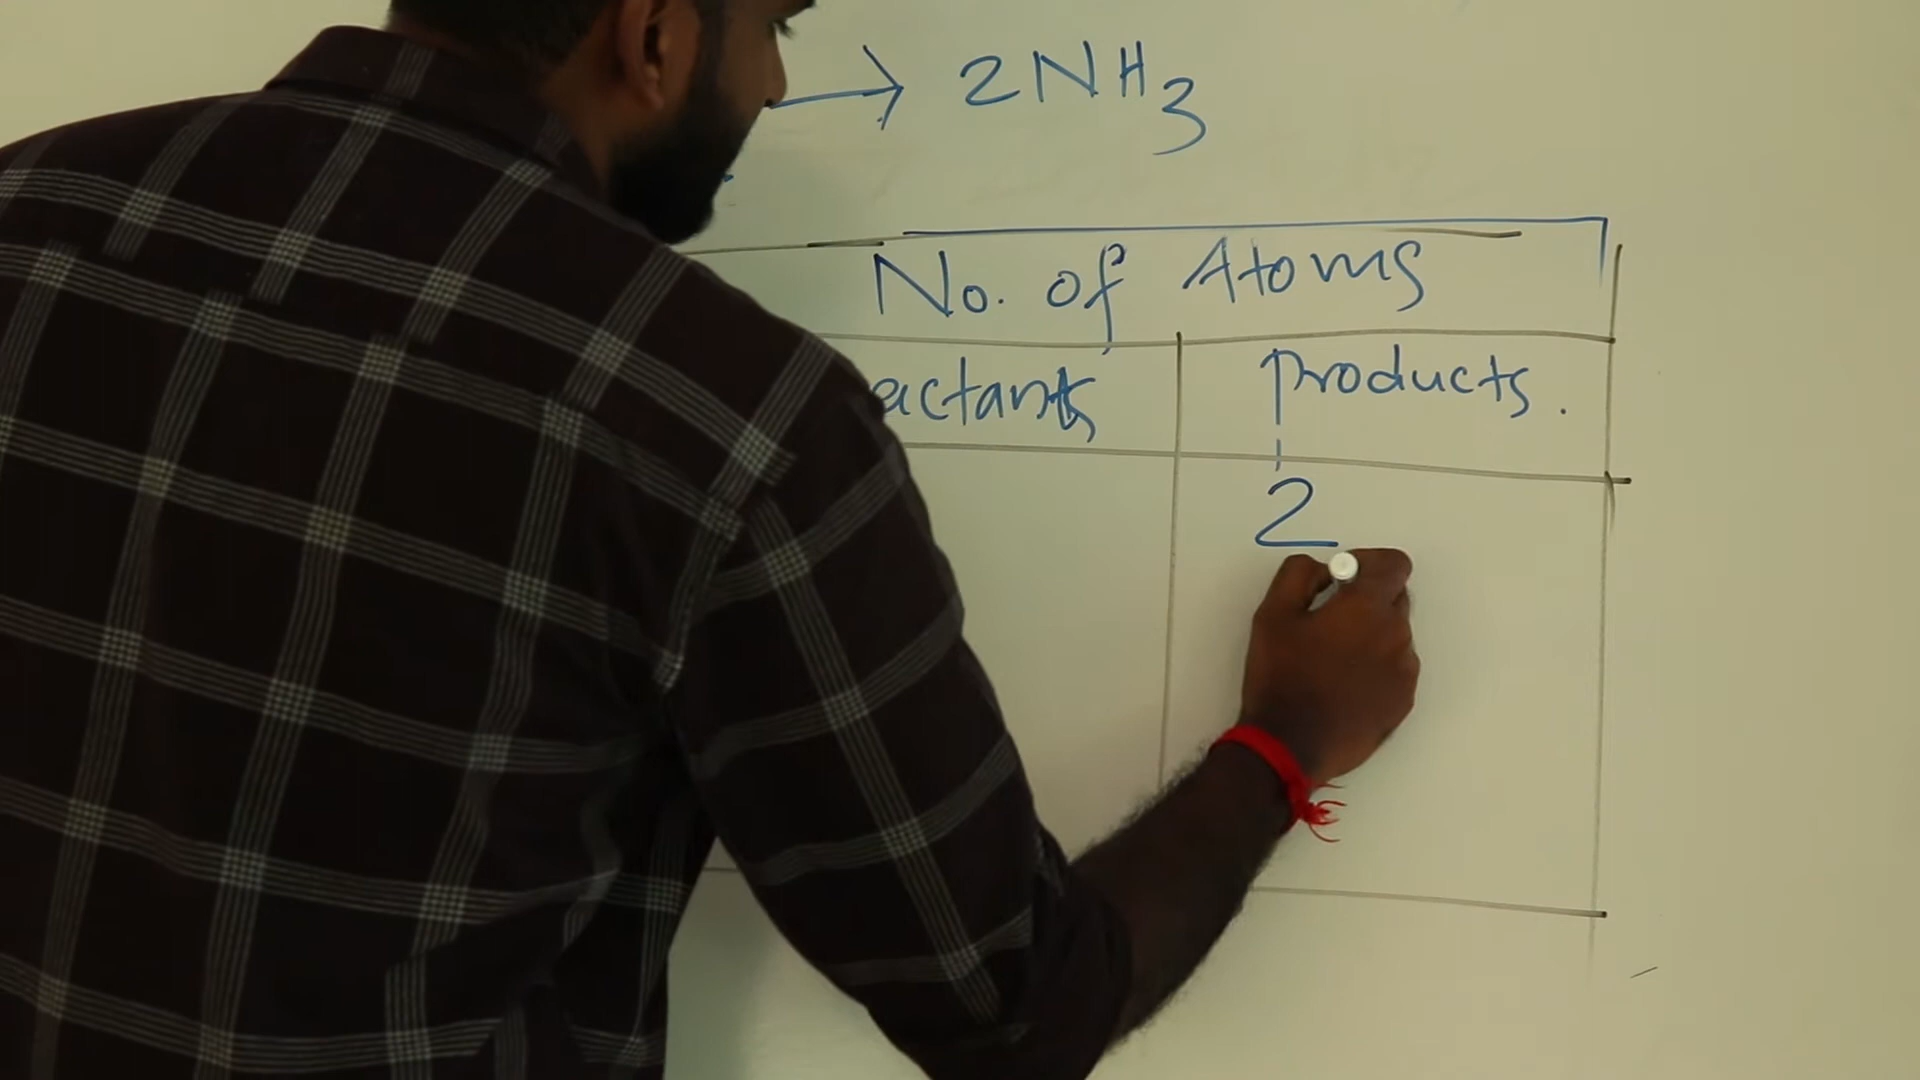 → 2NH₃
No. of Atoms
actants products.
2